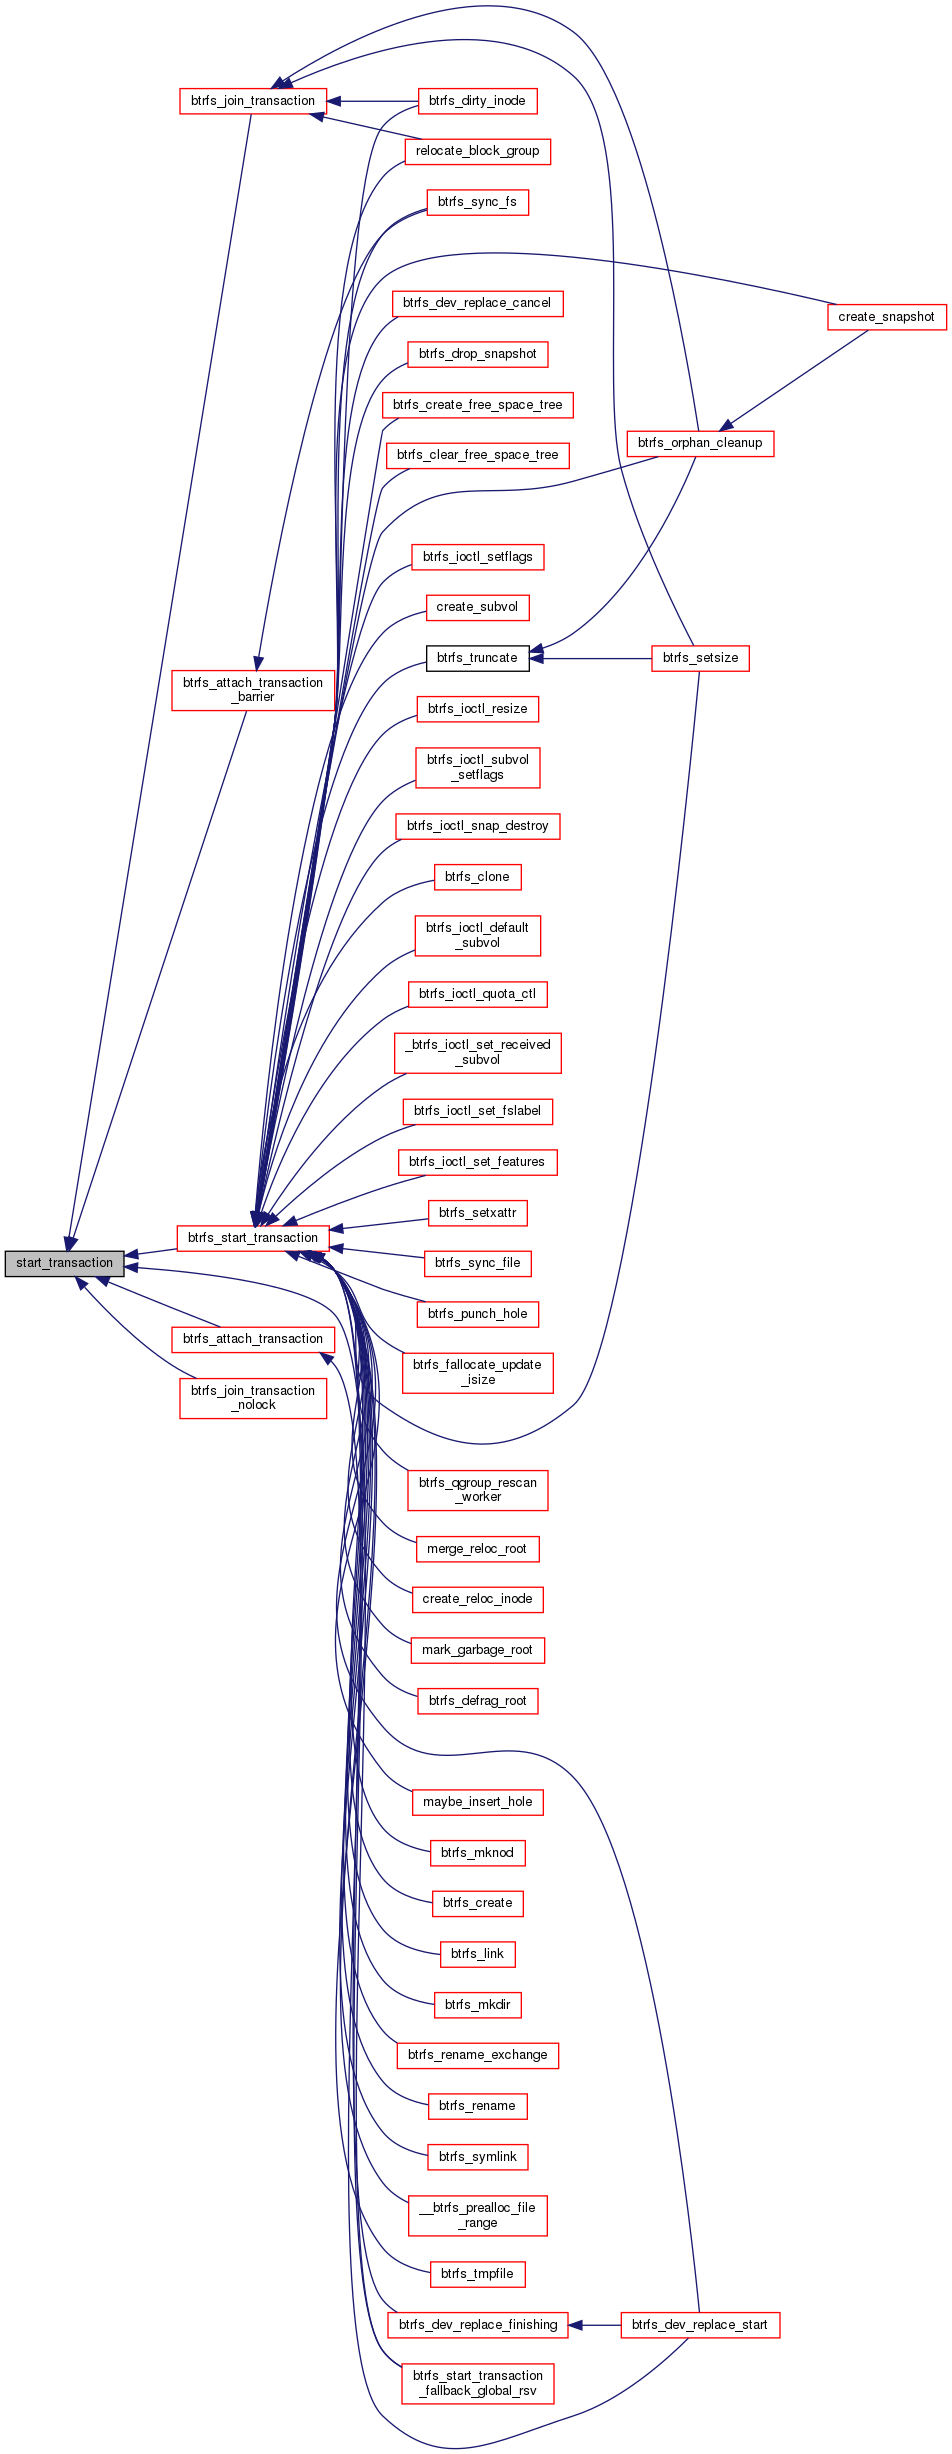 btrfs_join_transaction
btrfs_dirty_inode
relocate_block_group
btrfs_sync_fs
btrfs_dev_replace_cancel
create_snapshot
btrfs_drop_snapshot
btrfs_create_free_space_tree
btrfs_orphan_cleanup
btrfs_clear_free_space_tree
btrfs_ioctl_setflags
create_subvol
btrfs_truncate
btrfs_setsize
btrfs_attach_transaction
_barrier
btrfs_ioctl_resize
btrfs_ioctl_subvol
_setflags
btrfs_ioctl_snap_destroy
btrfs_clone
btrfs_ioctl_default
_subvol
btrfs_ioctl_quota_ctl
_btrfs_ioctl_set_received
_subvol
btrfs_ioctl_set_fslabel
btrfs_ioctl_set_features
btrfs_setxattr
btrfs_start_transaction
start_transaction
btrfs_sync_file
btrfs_punch_hole
btrfs_attach_transaction
btrfs_fallocate_update
_isize
btrfs_join_transaction
_nolock
btrfs_qgroup_rescan
_worker
merge_reloc_root
create_reloc_inode
mark_garbage_root
btrfs_defrag_root
maybe_insert_hole
btrfs_mknod
btrfs_create
btrfs_link
btrfs_mkdir
btrfs_rename_exchange
btrfs_rename
btrfs_symlink
__btrfs_prealloc_file
_range
btrfs_tmpfile
btrfs_dev_replace_finishing
btrfs_dev_replace_start
btrfs_start_transaction
_fallback_global_rsv